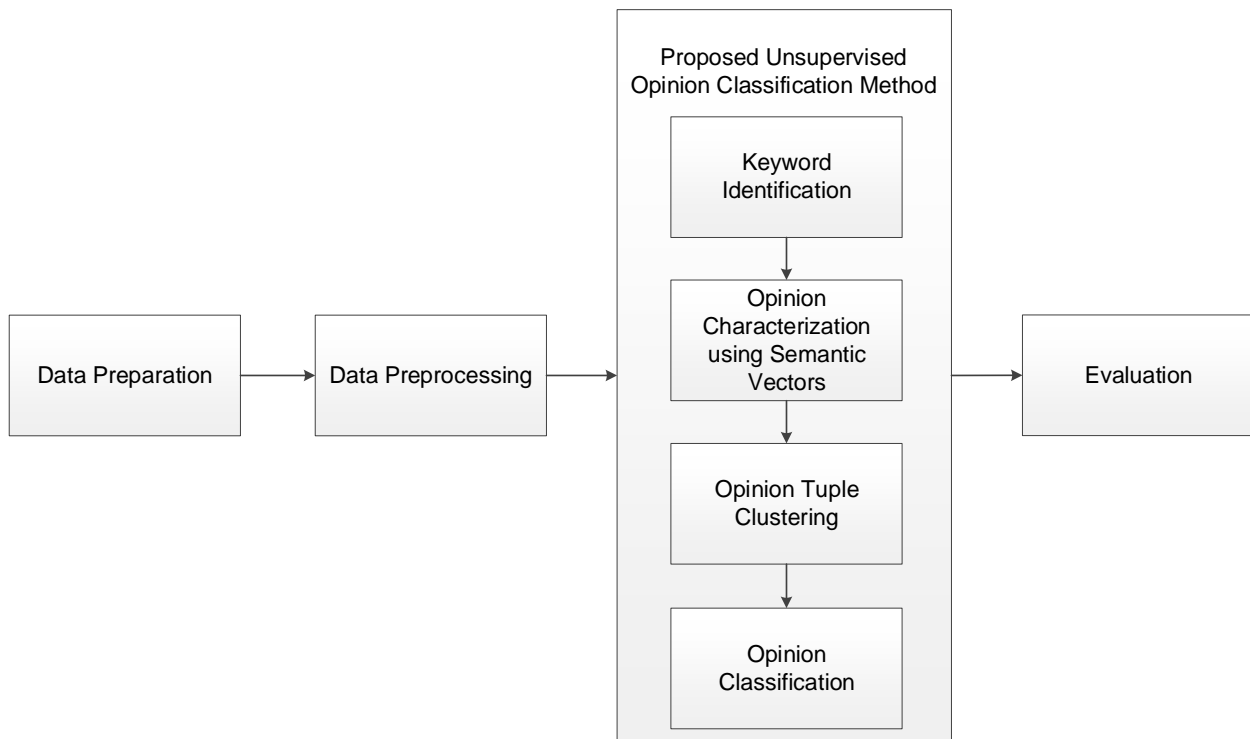 Proposed Unsupervised
Opinion Classification Method
Keyword
Identification
Opinion
Characterization
using Semantic
Vectors
Opinion Tuple
Clustering
Opinion
Classification
Data Preparation
Data Preprocessing
Evaluation